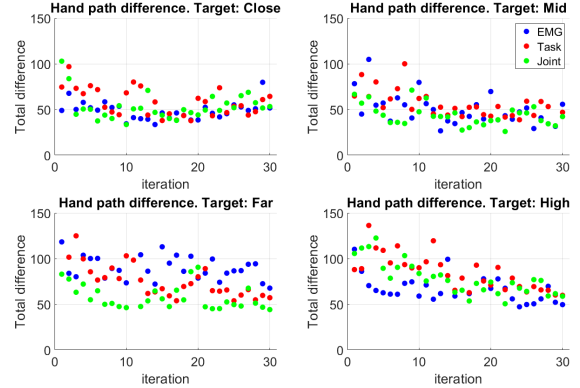 Hand path difference. Target: Close
Total difference
150
100
50
0
0
10
20
30
iteration
Hand path difference. Target: Mid
EMG
Task
Joint
Total difference
150
100
50
0
0
10
20
30
iteration
Hand path difference. Target: Far
Total difference
150
100
50
0
0
10
20
30
iteration
Hand path difference. Target: High
Total difference
150
100
50
0
0
10
20
30
iteration